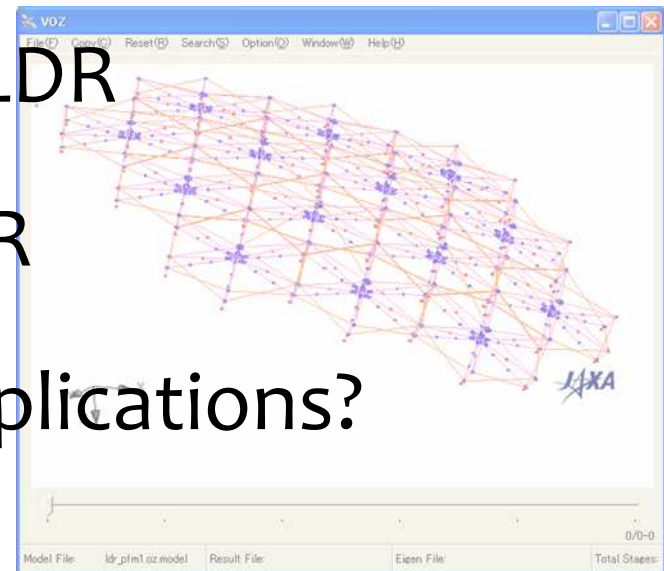 VOZ
File(F) Copy(C) Reset(R) Search(S) Option(O) Window(W) Help(H)
LDR
R
plications?
JAXA
0/0-0
Model File: ldr_pfm1.oz.model Result File: Eigen File: Total Stages: